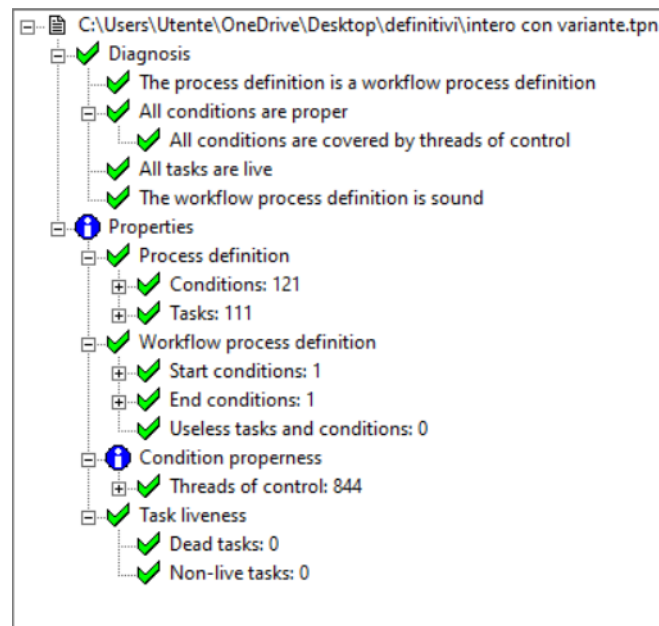 C:\Users\Utente\OneDrive\Desktop\definitivi\intero con variante.tpn
Diagnosis
The process definition is a workflow process definition
All conditions are proper
All conditions are covered by threads of control
All tasks are live
The workflow process definition is sound
Properties
Process definition
Conditions: 121
Tasks: 111
Workflow process definition
Start conditions: 1
End conditions: 1
Useless tasks and conditions: 0
Condition properness
Threads of control: 844
Task liveness
Dead tasks: 0
Non-live tasks: 0